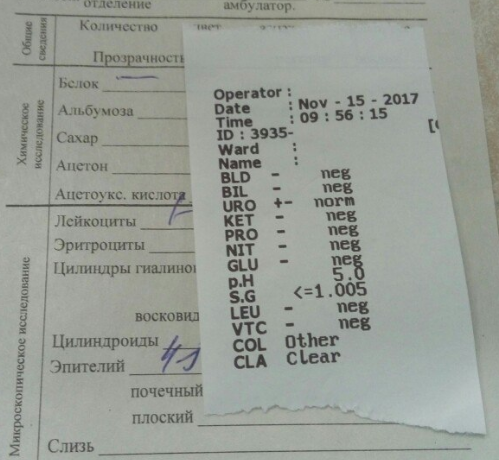 отделение амбулатор.
Общие сведения
Количество цвет
Прозрачность
Химическое исследование
Белок
Альбумоза
Сахар
Ацетон
Ацетоукс. кислота
Микроскопическое исследование
Лейкоциты
Эритроциты
Цилиндры гиалино
восковид
Цилиндроиды
Эпителий
почечный
плоский
Слизь
Operator :
Date : Nov - 15 - 2017
Time : 09 : 56 : 15
ID : 3935-
Ward :
Name :
BLD - neg
BIL - neg
URO +- norm
KET - neg
PRO - neg
NIT - neg
GLU - neg
p.H 5.0
S.G <=1.005
LEU - neg
VTC - neg
COL Other
CLA Clear